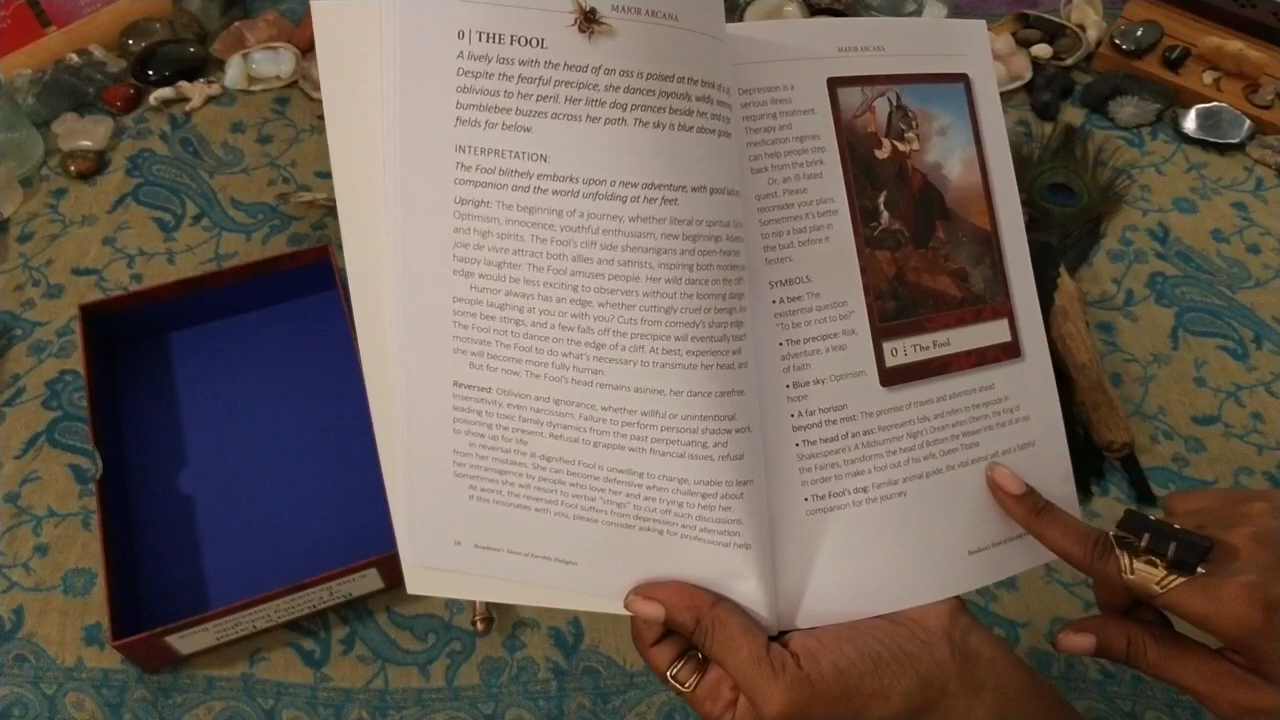 MAJOR ARCANA
0 | THE FOOL
A lively lass with the head of an ass is poised at the brink of a
Despite the fearful precipice, she dances joyously, wildly,
oblivious to her peril. Her little dog prances beside her, and a
bumblebee buzzes across her path. The sky is blue above
fields far below.
INTERPRETATION:
The Fool blithely embarks upon a new adventure, with good
companion and the world unfolding at her feet.
Upright: The beginning of a journey, whether literal or spiritual.
Optimism, innocence, youthful enthusiasm, new beginnings.
and high spirits. The Fool's cliff side shenanigans and open-hearted
joie de vivre attract both allies and satirists, inspiring both
happy laughter. The Fool amuses people. Her wild dance on the
edge would be less exciting to observers without the looming
Humor always has an edge, whether cuttingly cruel or benign.
people laughing at you or with you? Cuts from comedy's sharp edge,
some bee stings, and a few falls off the precipice will eventually teach
The Fool not to dance on the edge of a cliff. At best, experience will
motivate The Fool to do what's necessary to transmute her head, and
she will become more fully human.
But for now, The Fool's head remains asinine, her dance carefree.
Reversed: Oblivion and ignorance, whether willful or unintentional.
Insensitivity, even narcissism. Failure to perform personal shadow work,
leading to toxic family dynamics from the past perpetuating, and
poisoning the present. Refusal to grapple with financial issues, refusal
to show up for life.
In reversal the ill-dignified Fool is unwilling to change, unable to learn
from her mistakes. She can become defensive when challenged about
her intransigence by people who love her and are trying to help her.
Sometimes she will resort to verbal "stings" to cut off such discussions.
At worst, the reversed Fool suffers from depression and alienation.
If this resonates with you, please consider asking for professional help.
18 Boadicea's Tarot of Earthly Delights
MAJOR ARCANA
Depression is a
serious illness
requiring treatment.
Therapy and
medication regimes
can help people step
back from the brink.
Or, an ill-fated
quest. Please
reconsider your plans.
Sometimes it's better
to nip a bad plan in
the bud, before it
festers.
SYMBOLS:
• A bee: The
existential question
"To be or not to be?"
• The precipice: Risk,
adventure, a leap
of faith
• Blue sky: Optimism,
hope
• A far horizon
beyond the mist: The promise of travels and adventure ahead
• The head of an ass: Represents folly, and refers to the episode in
Shakespeare's A Midsummer Night's Dream when Oberon, the King of
the Fairies, transforms the head of Bottom the Weaver into that of an ass
in order to make a fool out of his wife, Queen Titania
• The Fool's dog: Familiar animal guide, the vital animal self, and a faithful
companion for the journey
0 The Fool
Boadicea's Tarot of
Boadicea's Tarot
of Earthly Delights